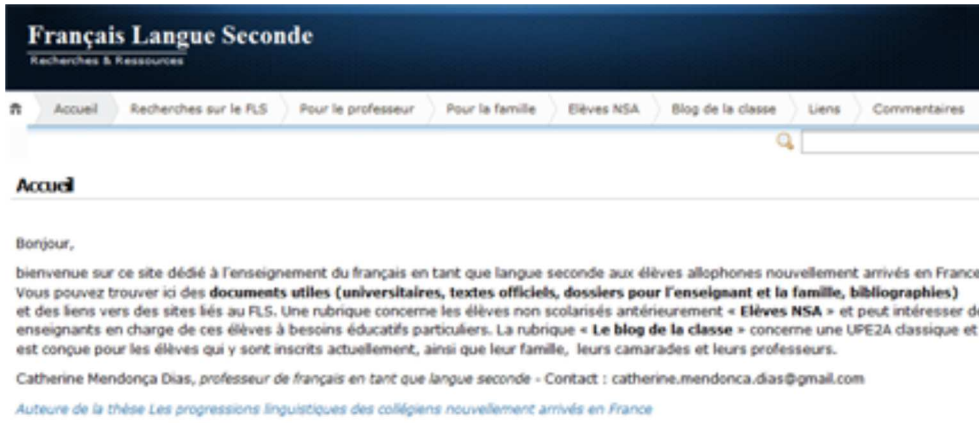 Français Langue Seconde
Recherches & Ressources
Accueil Recherches sur le FLS Pour le professeur Pour la famille Elèves NSA Blog de la classe Liens Commentaires
Accueil
Bonjour,
bienvenue sur ce site dédié à l'enseignement du français en tant que langue seconde aux élèves allophones nouvellement arrivés en France
Vous pouvez trouver ici des documents utiles (universitaires, textes officiels, dossiers pour l'enseignant et la famille, bibliographies)
et des liens vers des sites liés au FLS. Une rubrique concerne les élèves non scolarisés antérieurement « Elèves NSA » et peut intéresser de
enseignants en charge de ces élèves à besoins éducatifs particuliers. La rubrique « Le blog de la classe » concerne une UPE2A classique et
est conçue pour les élèves qui y sont inscrits actuellement, ainsi que leur famille, leurs camarades et leurs professeurs.
Catherine Mendonça Dias, professeur de français en tant que langue seconde - Contact : catherine.mendonca.dias@gmail.com
Auteure de la thèse Les progressions linguistiques des collégiens nouvellement arrivés en France